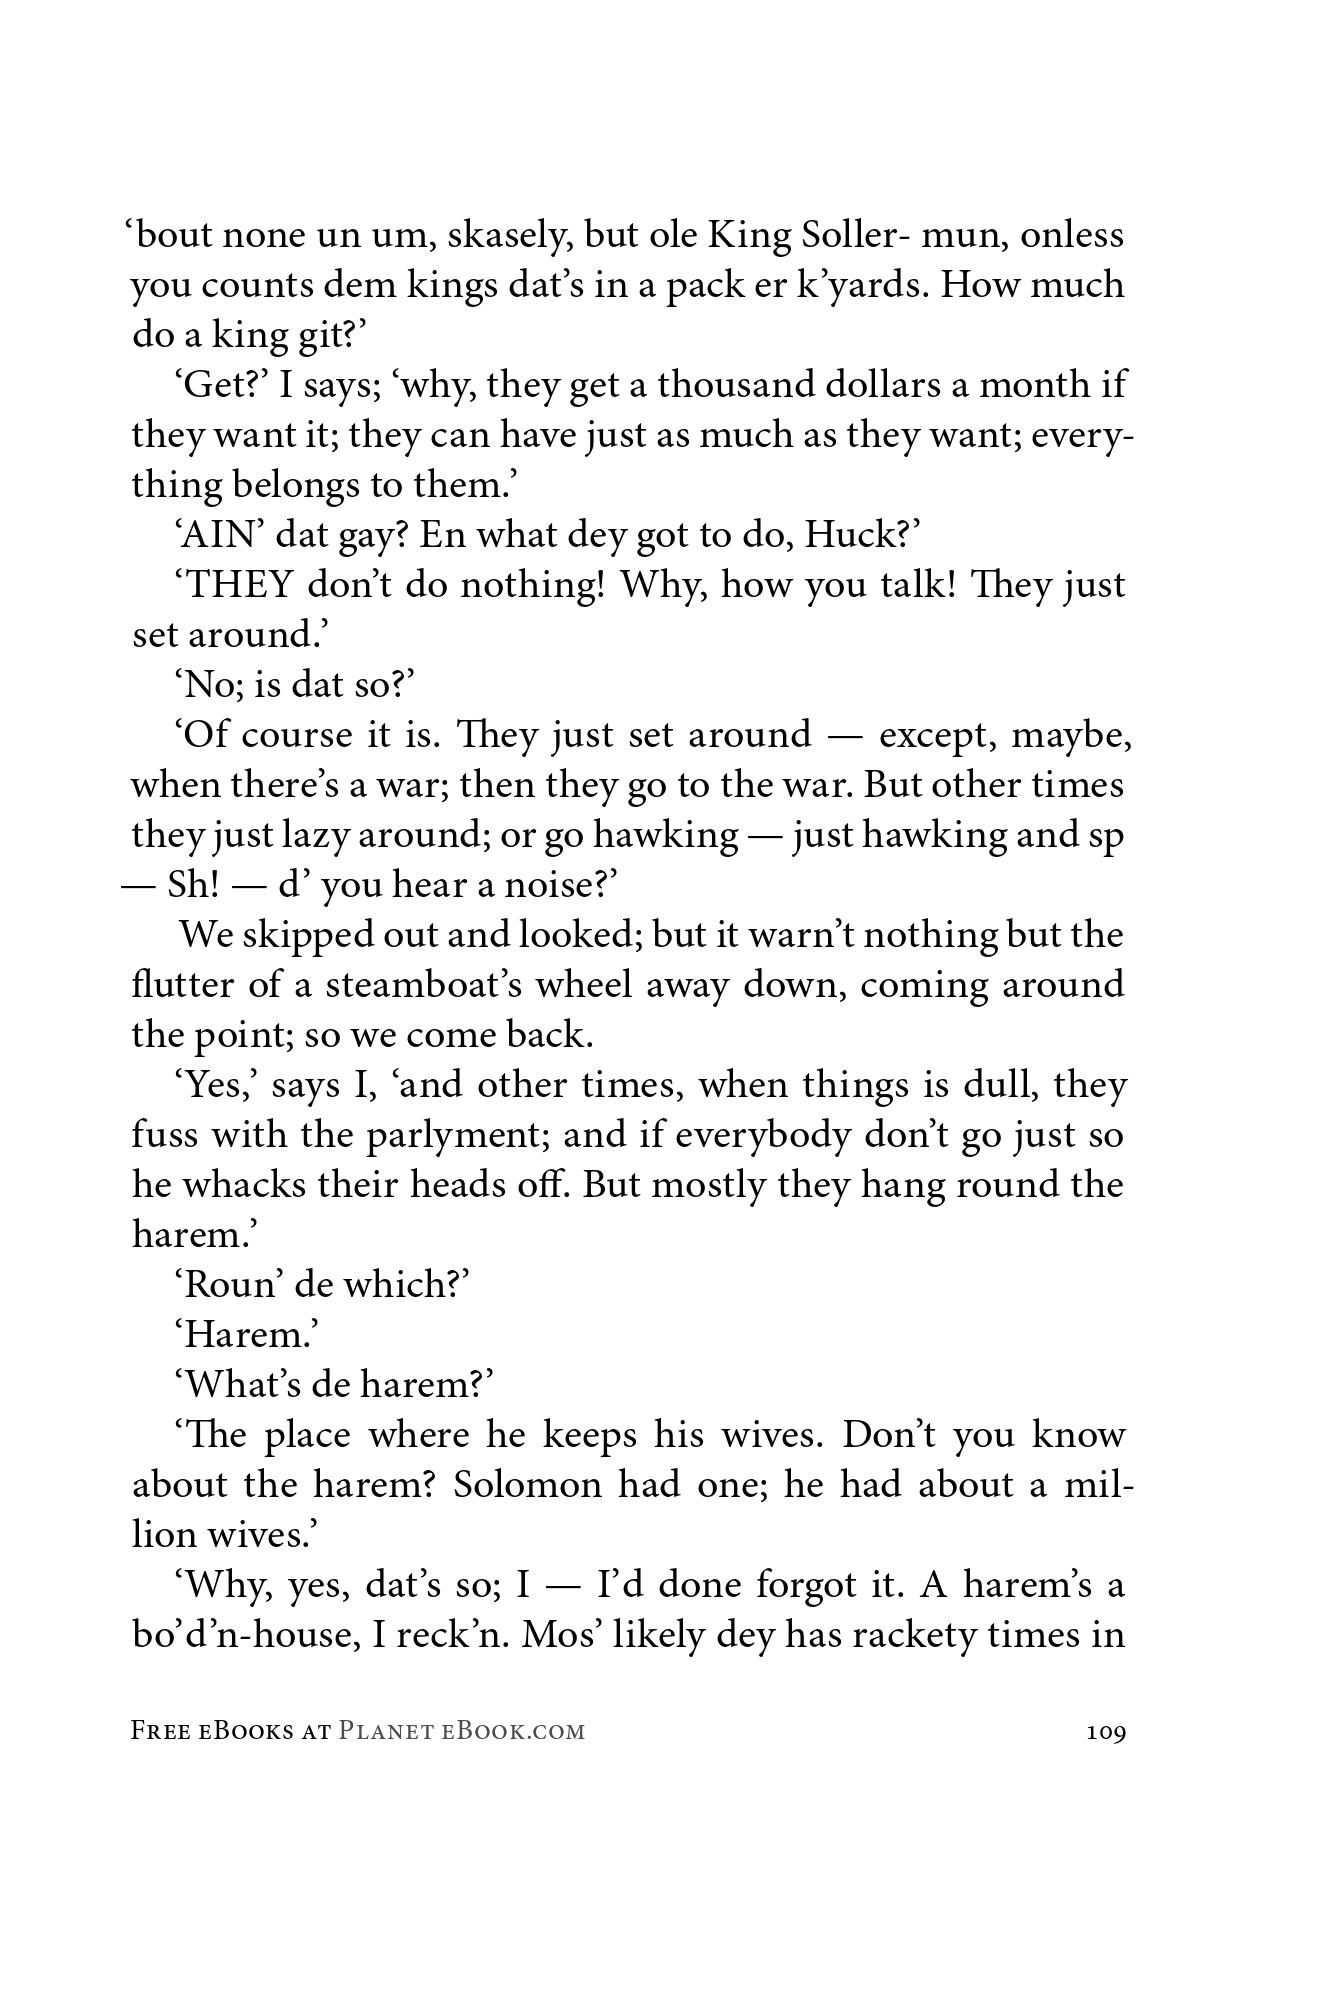 ‘bout none un um, skasely, but ole King Soller- mun, onless
you counts dem kings dat’s in a pack er k’yards. How much
do a king git?’
‘Get?’ I says; ‘why, they get a thousand dollars a month if
they want it; they can have just as much as they want; every-
thing belongs to them.’
‘AIN’ dat gay? En what dey got to do, Huck?’
‘THEY don’t do nothing! Why, how you talk! They just
set around.’
‘No; is dat so?’
‘Of course it is. They just set around — except, maybe,
when there’s a war; then they go to the war. But other times
they just lazy around; or go hawking — just hawking and sp
— Sh! — d’ you hear a noise?’
We skipped out and looked; but it warn’t nothing but the
flutter of a steamboat’s wheel away down, coming around
the point; so we come back.
‘Yes,’ says I, ‘and other times, when things is dull, they
fuss with the parlyment; and if everybody don’t go just so
he whacks their heads off. But mostly they hang round the
harem.’
‘Roun’ de which?’
‘Harem.’
‘What’s de harem?’
‘The place where he keeps his wives. Don’t you know
about the harem? Solomon had one; he had about a mil-
lion wives.’
‘Why, yes, dat’s so; I — I’d done forgot it. A harem’s a
bo’d’n-house, I reck’n. Mos’ likely dey has rackety times in
Free eBooks at Planet eBook.com 109